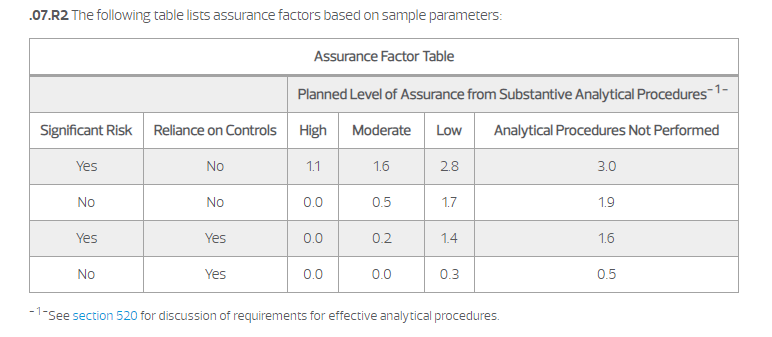 .07.R2 The following table lists assurance factors based on sample parameters:
Assurance Factor Table
Planned Level of Assurance from Substantive Analytical Procedures-1-
Significant Risk Reliance on Controls High Moderate Low Analytical Procedures Not Performed
Yes No 1.1 1.6 2.8 3.0
No No 0.0 0.5 1.7 1.9
Yes Yes 0.0 0.2 1.4 1.6
No Yes 0.0 0.0 0.3 0.5
-1-See section 520 for discussion of requirements for effective analytical procedures.